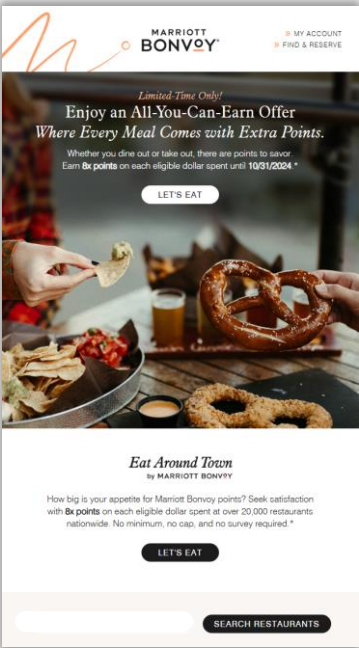 MARRIOTT
BONVOY
» MY ACCOUNT
» FIND & RESERVE
Limited-Time Only!
Enjoy an All-You-Can-Earn Offer
Where Every Meal Comes with Extra Points.
Whether you dine out or take out, there are points to savor.
Earn 8x points on each eligible dollar spent until 10/31/2024.*
LET'S EAT
Eat Around Town
by MARRIOTT BONVOY
How big is your appetite for Marriott Bonvoy points? Seek satisfaction
with 8x points on each eligible dollar spent at over 20,000 restaurants
nationwide. No minimum, no cap, and no survey required.*
LET'S EAT
SEARCH RESTAURANTS